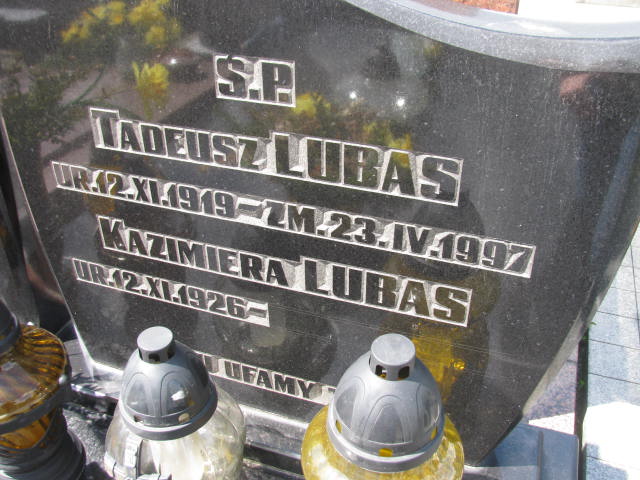 S.P.
TADEUSZ LUBAS
UR.12.XI.1919-ZM.23.IV.1997
KAZIMIERA LUBAS
UR.12.XI.1926-
UFAMY